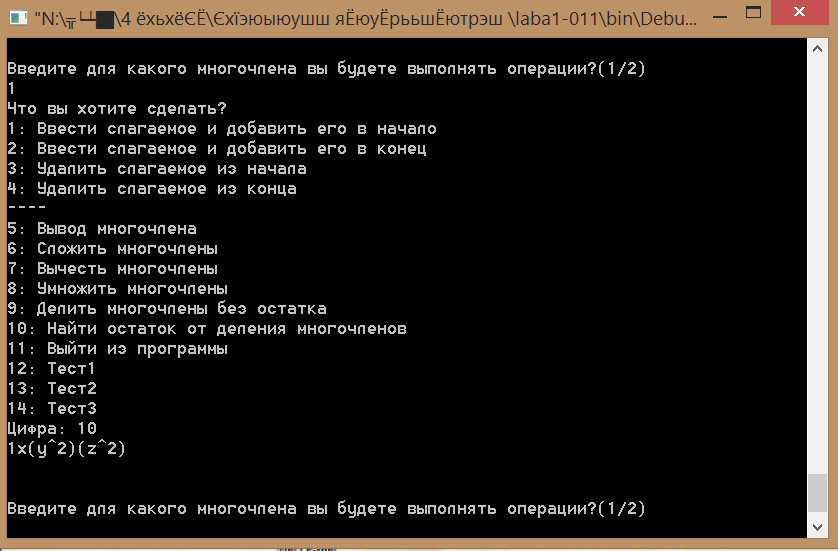 "N:\╦┴┴█\4 ёхьхёЄЁ\Єхїэюыюушш яЁюуЁрььшЁютрэш \laba1-011\bin\Debu...
Введите для какого многочлена вы будете выполнять операции?(1/2)
1
Что вы хотите сделать?
1: Ввести слагаемое и добавить его в начало
2: Ввести слагаемое и добавить его в конец
3: Удалить слагаемое из начала
4: Удалить слагаемое из конца
----
5: Вывод многочлена
6: Сложить многочлены
7: Вычесть многочлены
8: Умножить многочлены
9: Делить многочлены без остатка
10: Найти остаток от деления многочленов
11: Выйти из программы
12: Тест1
13: Тест2
14: Тест3
Цифра: 10
1x(y^2)(z^2)
Введите для какого многочлена вы будете выполнять операции?(1/2)